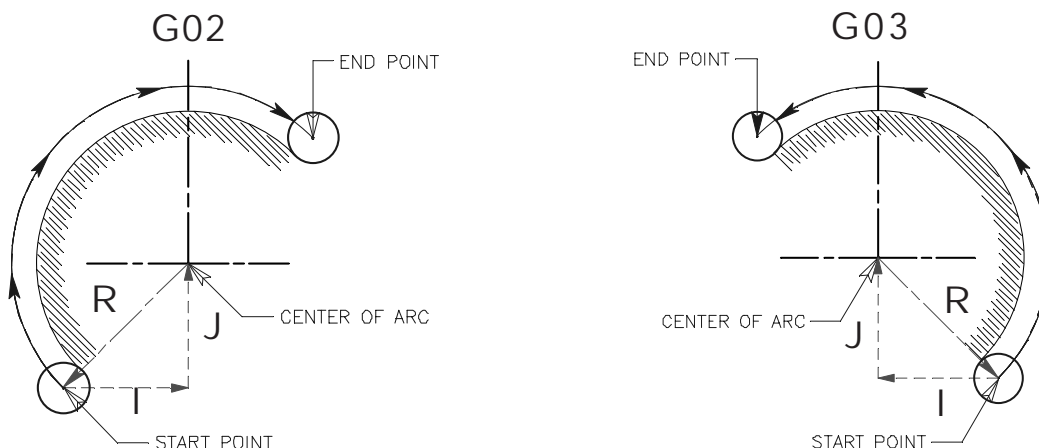 G02
END POINT
R
J
CENTER OF ARC
I
START POINT
G03
END POINT
R
J
CENTER OF ARC
I
START POINT